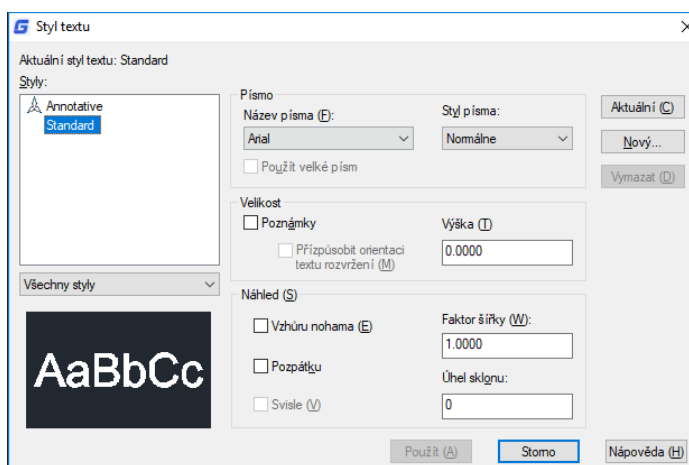 Styl textu
Aktuální styl textu: Standard
Styly:
Annotative
Standard
Všechny styly
AaBbCc
Písmo
Název písma (F):
Arial
Styl písma:
Normálne
Použít velké písm
Velikost
Poznámky
Přizpůsobit orientaci
textu rozvržení (M)
Výška (T)
0.0000
Náhled (S)
Vzhůru nohama (E)
Pozpátku
Svisle (V)
Faktor šířky (W):
1.0000
Úhel sklonu:
0
Aktuální (C)
Nový...
Vymazat (D)
Použít (A)
Storno
Nápověda (H)